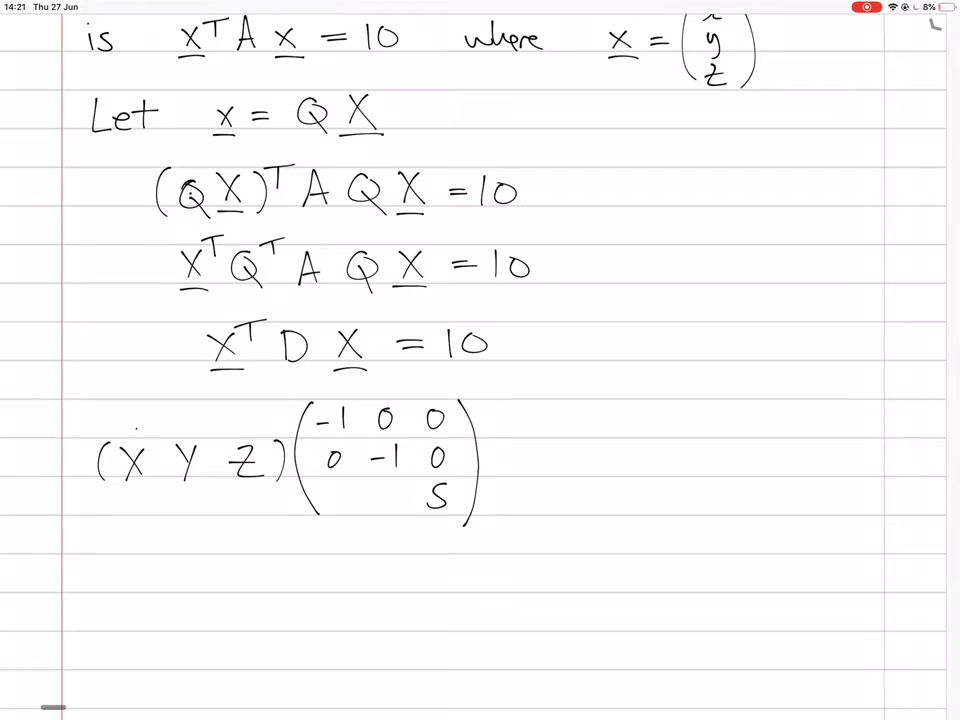 14:21 Thu 27 Jun 8%
is x^T A x = 10 where x = (x y z)
Let x = Q X
(Q X)^T A Q X = 10
X^T Q^T A Q X = 10
X^T D X = 10
(X Y Z) (-1 0 0
0 -1 0
5)